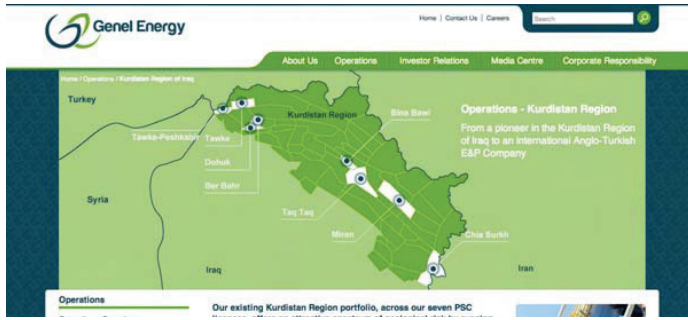 Genel Energy
Home | Contact Us | Careers
Search
About Us Operations Investor Relations Media Centre Corporate Responsibility
Home / Operations / Kurdistan Region of Iraq
Turkey
Kurdistan Region
Bina Bawi
Operations - Kurdistan Region
From a pioneer in the Kurdistan Region
of Iraq to an international Anglo-Turkish
E&P Company
Tawke-Peshkabir Tawke
Dohuk
Ber Bahr
Syria
Taq Taq
Miran
Chia Surkh
Iraq
Iran
Operations
Our existing Kurdistan Region portfolio, across our seven PSC